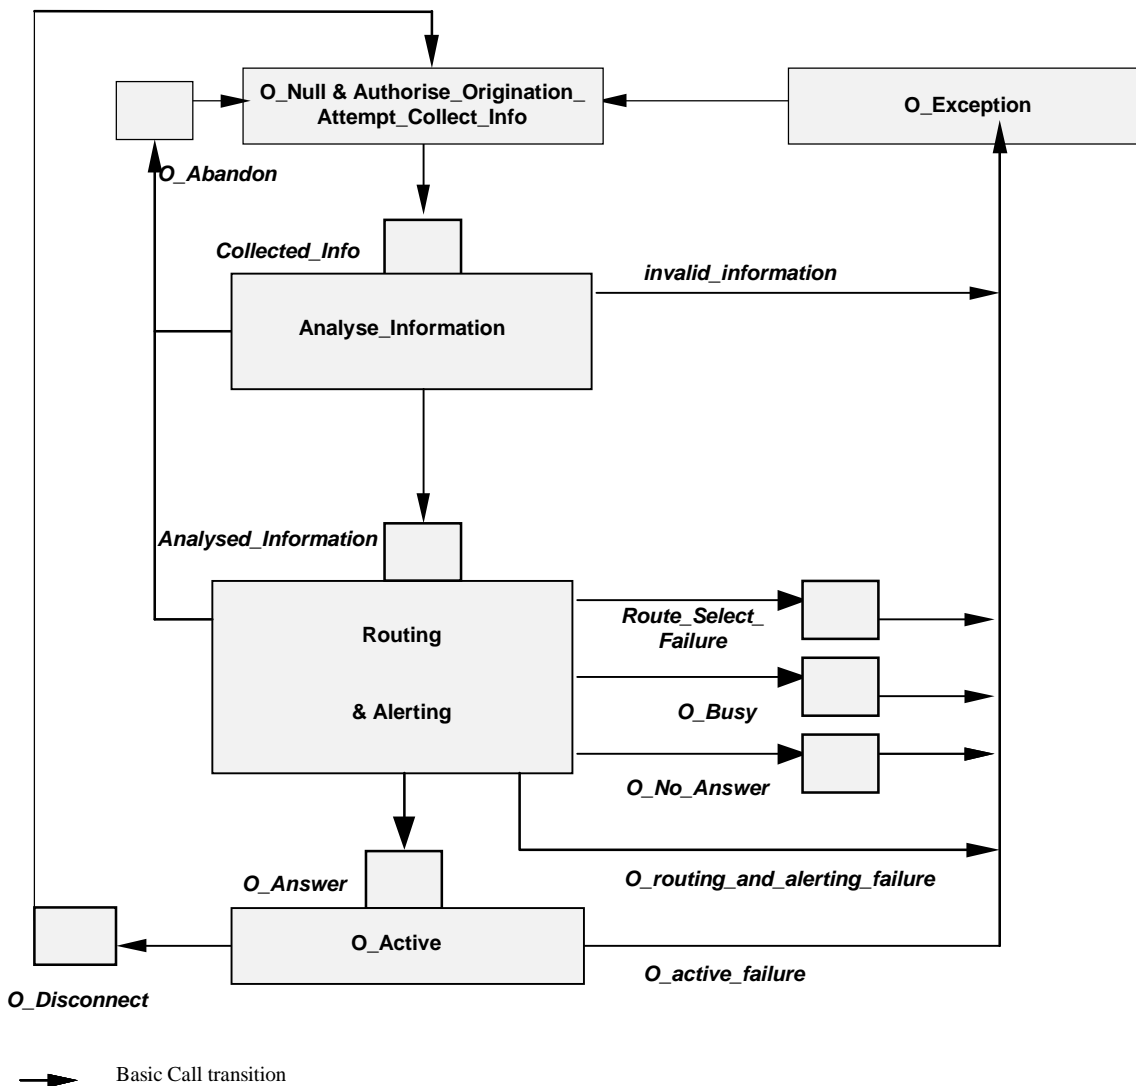 O_Null & Authorise_Origination_
Attempt_Collect_Info
O_Exception
O_Abandon
Collected_Info
invalid_information
Analyse_Information
Analysed_Information
Route_Select_
Failure
Routing
& Alerting
O_Busy
O_No_Answer
O_Answer
O_routing_and_alerting_failure
O_Active
O_active_failure
O_Disconnect
Basic Call transition